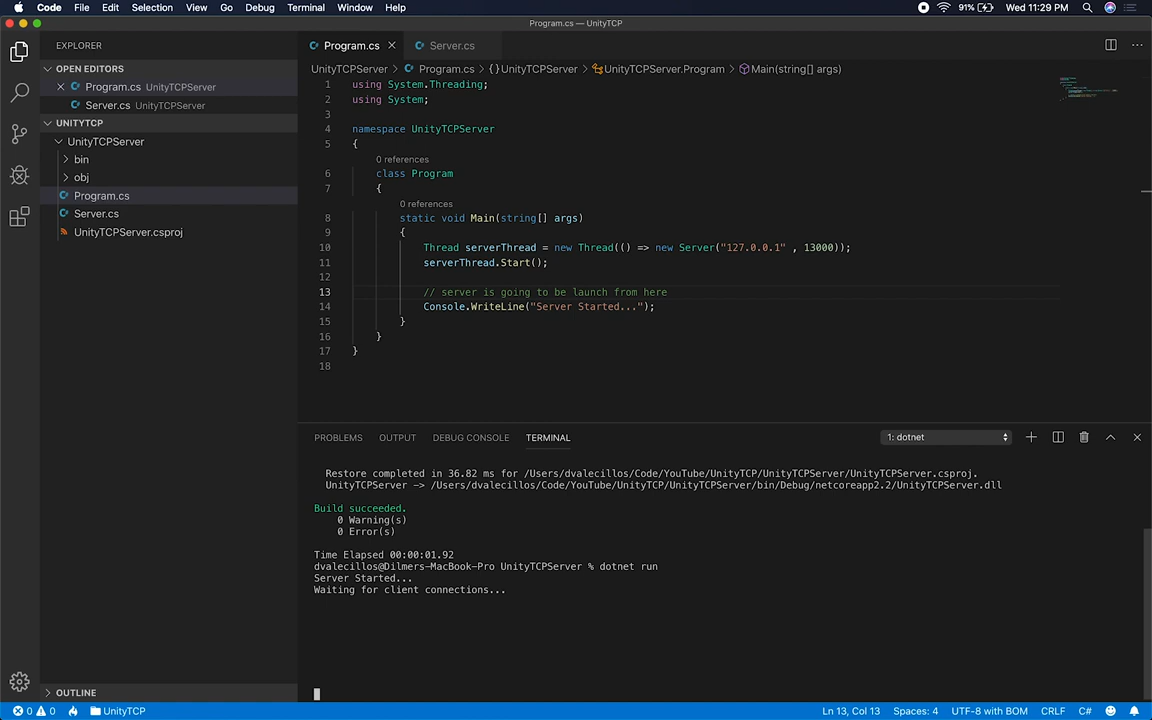 Code File Edit Selection View Go Debug Terminal Window Help 91% Wed 11:29 PM
Program.cs — UnityTCP
EXPLORER
OPEN EDITORS
Program.cs UnityTCPServer
Server.cs UnityTCPServer
UNITYTCP
UnityTCPServer
bin
obj
Program.cs
Server.cs
UnityTCPServer.csproj
OUTLINE
Program.cs Server.cs
UnityTCPServer > Program.cs > {} UnityTCPServer > UnityTCPServer.Program > Main(string[] args)
1 using System.Threading;
2 using System;
3
4 namespace UnityTCPServer
5 {
0 references
6 class Program
7 {
0 references
8 static void Main(string[] args)
9 {
10 Thread serverThread = new Thread(() => new Server("127.0.0.1" , 13000));
11 serverThread.Start();
12
13 // server is going to be launch from here
14 Console.WriteLine("Server Started...");
15 }
16 }
17 }
18
PROBLEMS OUTPUT DEBUG CONSOLE TERMINAL 1: dotnet
Restore completed in 36.82 ms for /Users/dvalecillos/Code/YouTube/UnityTCP/UnityTCPServer/UnityTCPServer.csproj.
UnityTCPServer -> /Users/dvalecillos/Code/YouTube/UnityTCP/UnityTCPServer/bin/Debug/netcoreapp2.2/UnityTCPServer.dll
Build succeeded.
0 Warning(s)
0 Error(s)
Time Elapsed 00:00:01.92
dvalecillos@Dilmers-MacBook-Pro UnityTCPServer % dotnet run
Server Started...
Waiting for client connections...
0 0 UnityTCP Ln 13, Col 13 Spaces: 4 UTF-8 with BOM CRLF C#